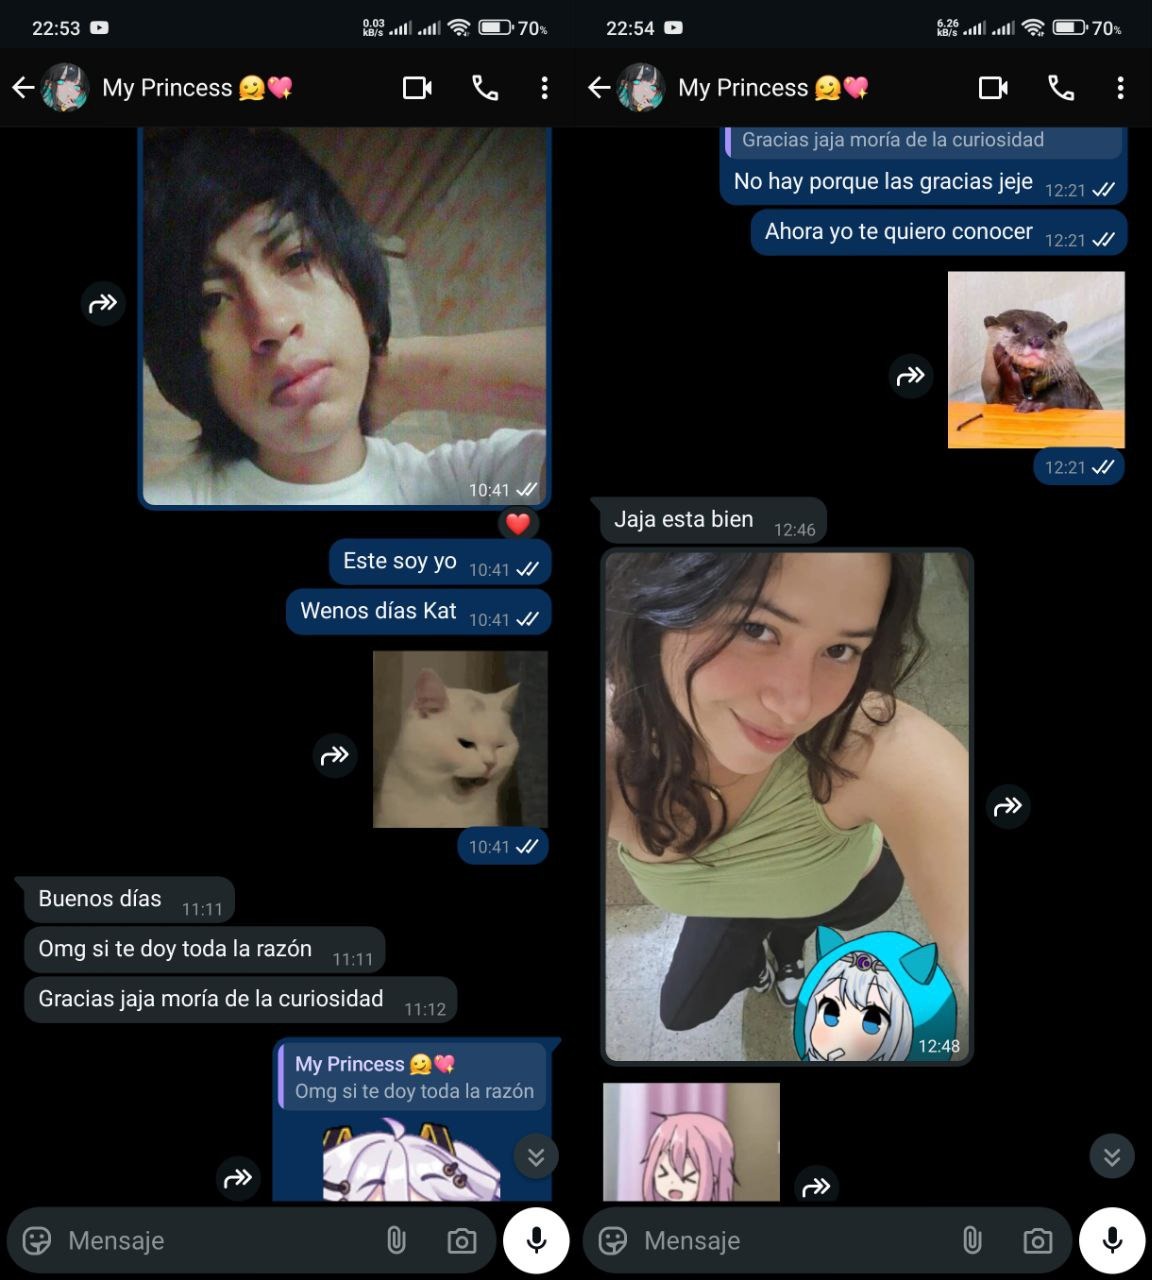 22:53
0.03 kB/s
70%
My Princess 🤗💖
10:41
Este soy yo 10:41
Wenos días Kat 10:41
10:41
Buenos días 11:11
Omg si te doy toda la razón 11:11
Gracias jaja moría de la curiosidad 11:12
My Princess 🤗💖
Omg si te doy toda la razón
Mensaje
22:54
6.26 kB/s
70%
My Princess 🤗💖
Gracias jaja moría de la curiosidad
No hay porque las gracias jeje 12:21
Ahora yo te quiero conocer 12:21
12:21
Jaja esta bien 12:46
12:48
Mensaje